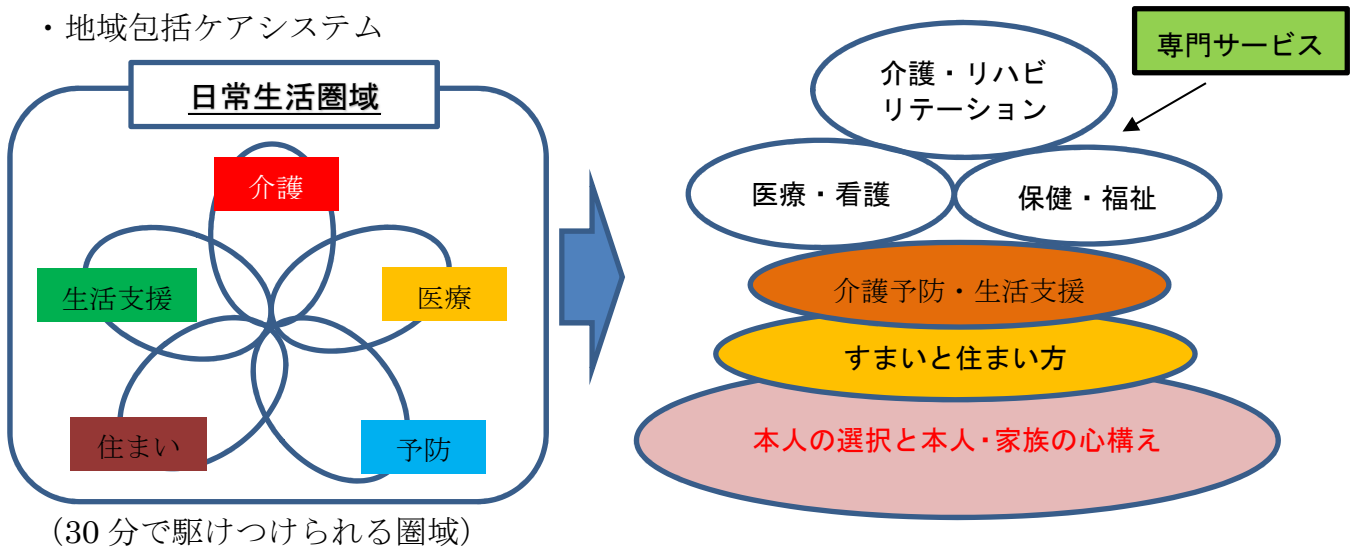 ・地域包括ケアシステム
日常生活圏域
介護
生活支援
医療
住まい
予防
（30 分で駆けつけられる圏域）
専門サービス
介護・リハビ
リテーション
医療・看護
保健・福祉
介護予防・生活支援
すまいと住まい方
本人の選択と本人・家族の心構え